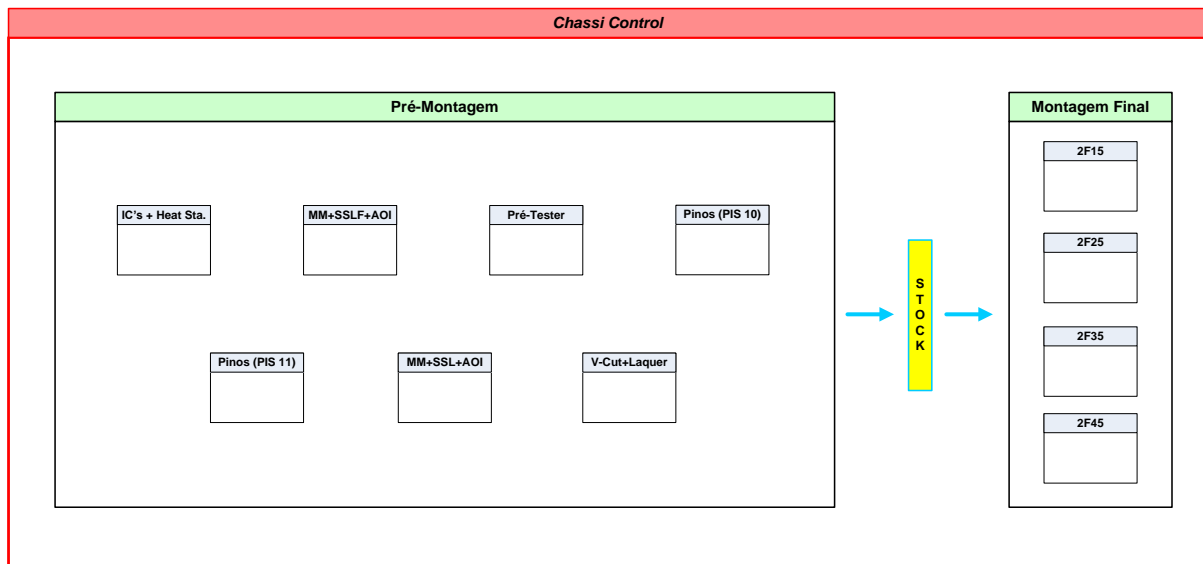 Chassi Control
Pré-Montagem
Montagem Final
IC's + Heat Sta.
MM+SSLF+AOI
Pré-Tester
Pinos (PIS 10)
Pinos (PIS 11)
MM+SSL+AOI
V-Cut+Laquer
STOCK
2F15
2F25
2F35
2F45